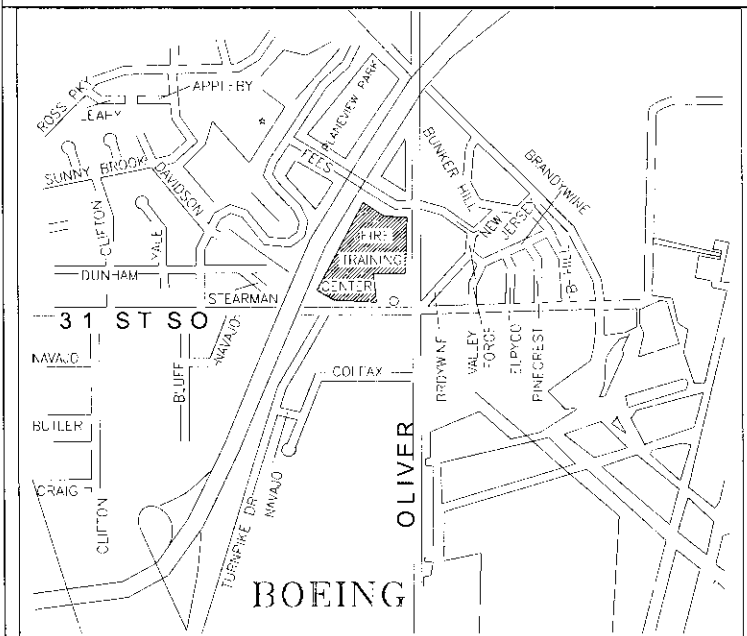 ROSS PKY
LEAHY
APPLEBY
PLANEVIEW PARK
SUNNY BROOK
DAVIDSON
FEES
BUNKER HILL
BRANDYWINE
NEW JERSEY
CLIFTON
YALE
FIRE
TRAINING
CENTER
B HILL
DUNHAM
STEARMAN
31 ST SO
NAVAJO
NAVAJO
BLUFF
COLFAX
BRDYWINE
VALLEY
FORGE
ELPYCO
PINECREST
BUTLER
CRAIG
CLIFTON
TURNPIKE DR
NAVAJO
OLIVER
BOEING